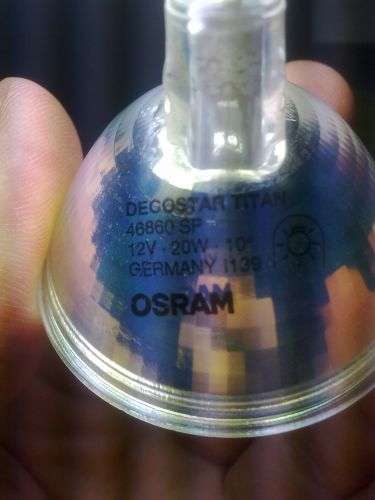 DECOSTAR TITAN
46860 SP
12V · 20W · 10°
GERMANY I139
OSRAM